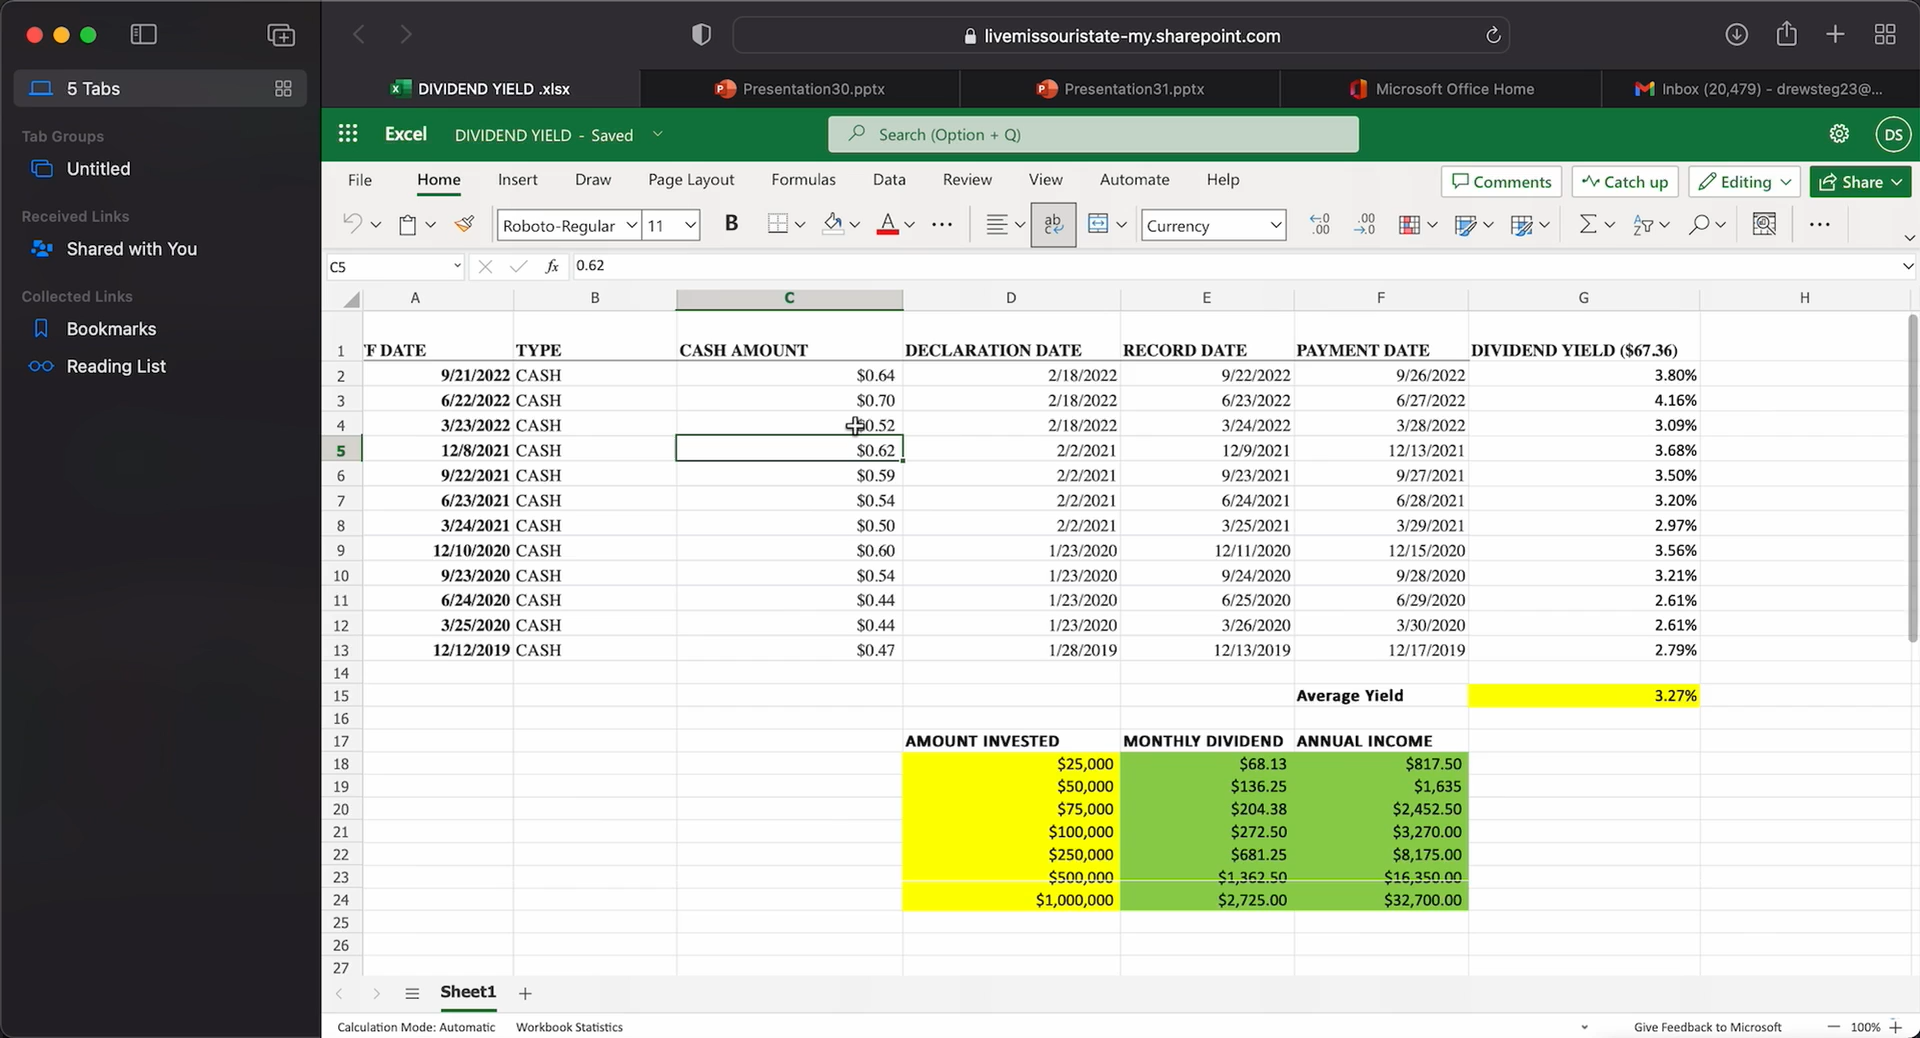 livemissouristate-my.sharepoint.com
5 Tabs
DIVIDEND YIELD .xlsx
Presentation30.pptx
Presentation31.pptx
Microsoft Office Home
Inbox (20,479) - drewsteg23@...
Tab Groups
Untitled
Received Links
Shared with You
Collected Links
Bookmarks
Reading List
Excel DIVIDEND YIELD - Saved
Search (Option + Q)
DS
File Home Insert Draw Page Layout Formulas Data Review View Automate Help
Comments Catch up Editing Share
Roboto-Regular 11 B A ab Currency
C5 fx 0.62
A B C D E F G H
1 F DATE TYPE CASH AMOUNT DECLARATION DATE RECORD DATE PAYMENT DATE DIVIDEND YIELD ($67.36)
2 9/21/2022 CASH $0.64 2/18/2022 9/22/2022 9/26/2022 3.80%
3 6/22/2022 CASH $0.70 2/18/2022 6/23/2022 6/27/2022 4.16%
4 3/23/2022 CASH $0.52 2/18/2022 3/24/2022 3/28/2022 3.09%
5 12/8/2021 CASH $0.62 2/2/2021 12/9/2021 12/13/2021 3.68%
6 9/22/2021 CASH $0.59 2/2/2021 9/23/2021 9/27/2021 3.50%
7 6/23/2021 CASH $0.54 2/2/2021 6/24/2021 6/28/2021 3.20%
8 3/24/2021 CASH $0.50 2/2/2021 3/25/2021 3/29/2021 2.97%
9 12/10/2020 CASH $0.60 1/23/2020 12/11/2020 12/15/2020 3.56%
10 9/23/2020 CASH $0.54 1/23/2020 9/24/2020 9/28/2020 3.21%
11 6/24/2020 CASH $0.44 1/23/2020 6/25/2020 6/29/2020 2.61%
12 3/25/2020 CASH $0.44 1/23/2020 3/26/2020 3/30/2020 2.61%
13 12/12/2019 CASH $0.47 1/28/2019 12/13/2019 12/17/2019 2.79%
14
15 Average Yield 3.27%
16
17 AMOUNT INVESTED MONTHLY DIVIDEND ANNUAL INCOME
18 $25,000 $68.13 $817.50
19 $50,000 $136.25 $1,635
20 $75,000 $204.38 $2,452.50
21 $100,000 $272.50 $3,270.00
22 $250,000 $681.25 $8,175.00
23 $500,000 $1,362.50 $16,350.00
24 $1,000,000 $2,725.00 $32,700.00
25
26
27
Sheet1
Calculation Mode: Automatic Workbook Statistics
Give Feedback to Microsoft 100%